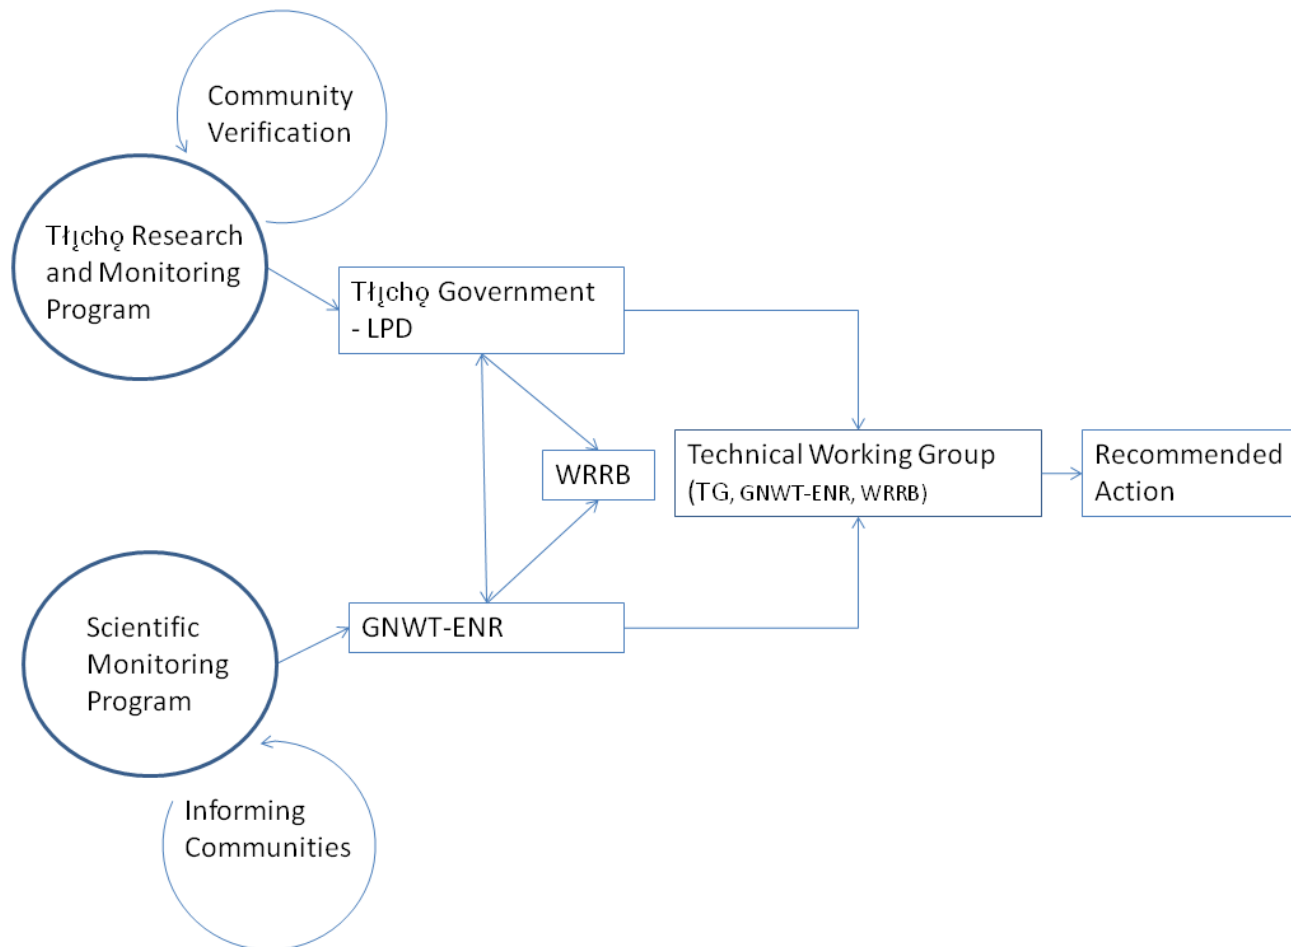 Community
Verification
Tłı̨chǫ Research
and Monitoring
Program
Tłı̨chǫ Government
- LPD
WRRB
Technical Working Group
(TG, GNWT-ENR, WRRB)
Recommended
Action
GNWT-ENR
Scientific
Monitoring
Program
Informing
Communities